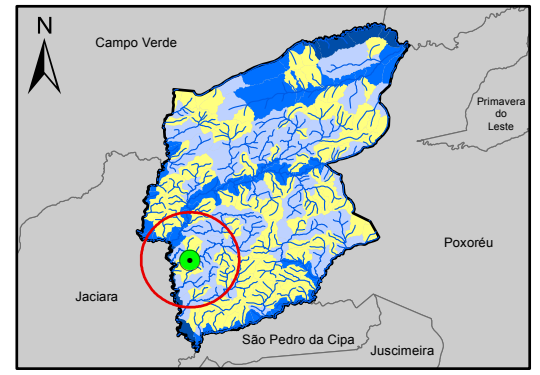 N
Campo Verde
Primavera
do
Leste
Poxoréu
Jaciara
São Pedro da Cipa
Juscimeira